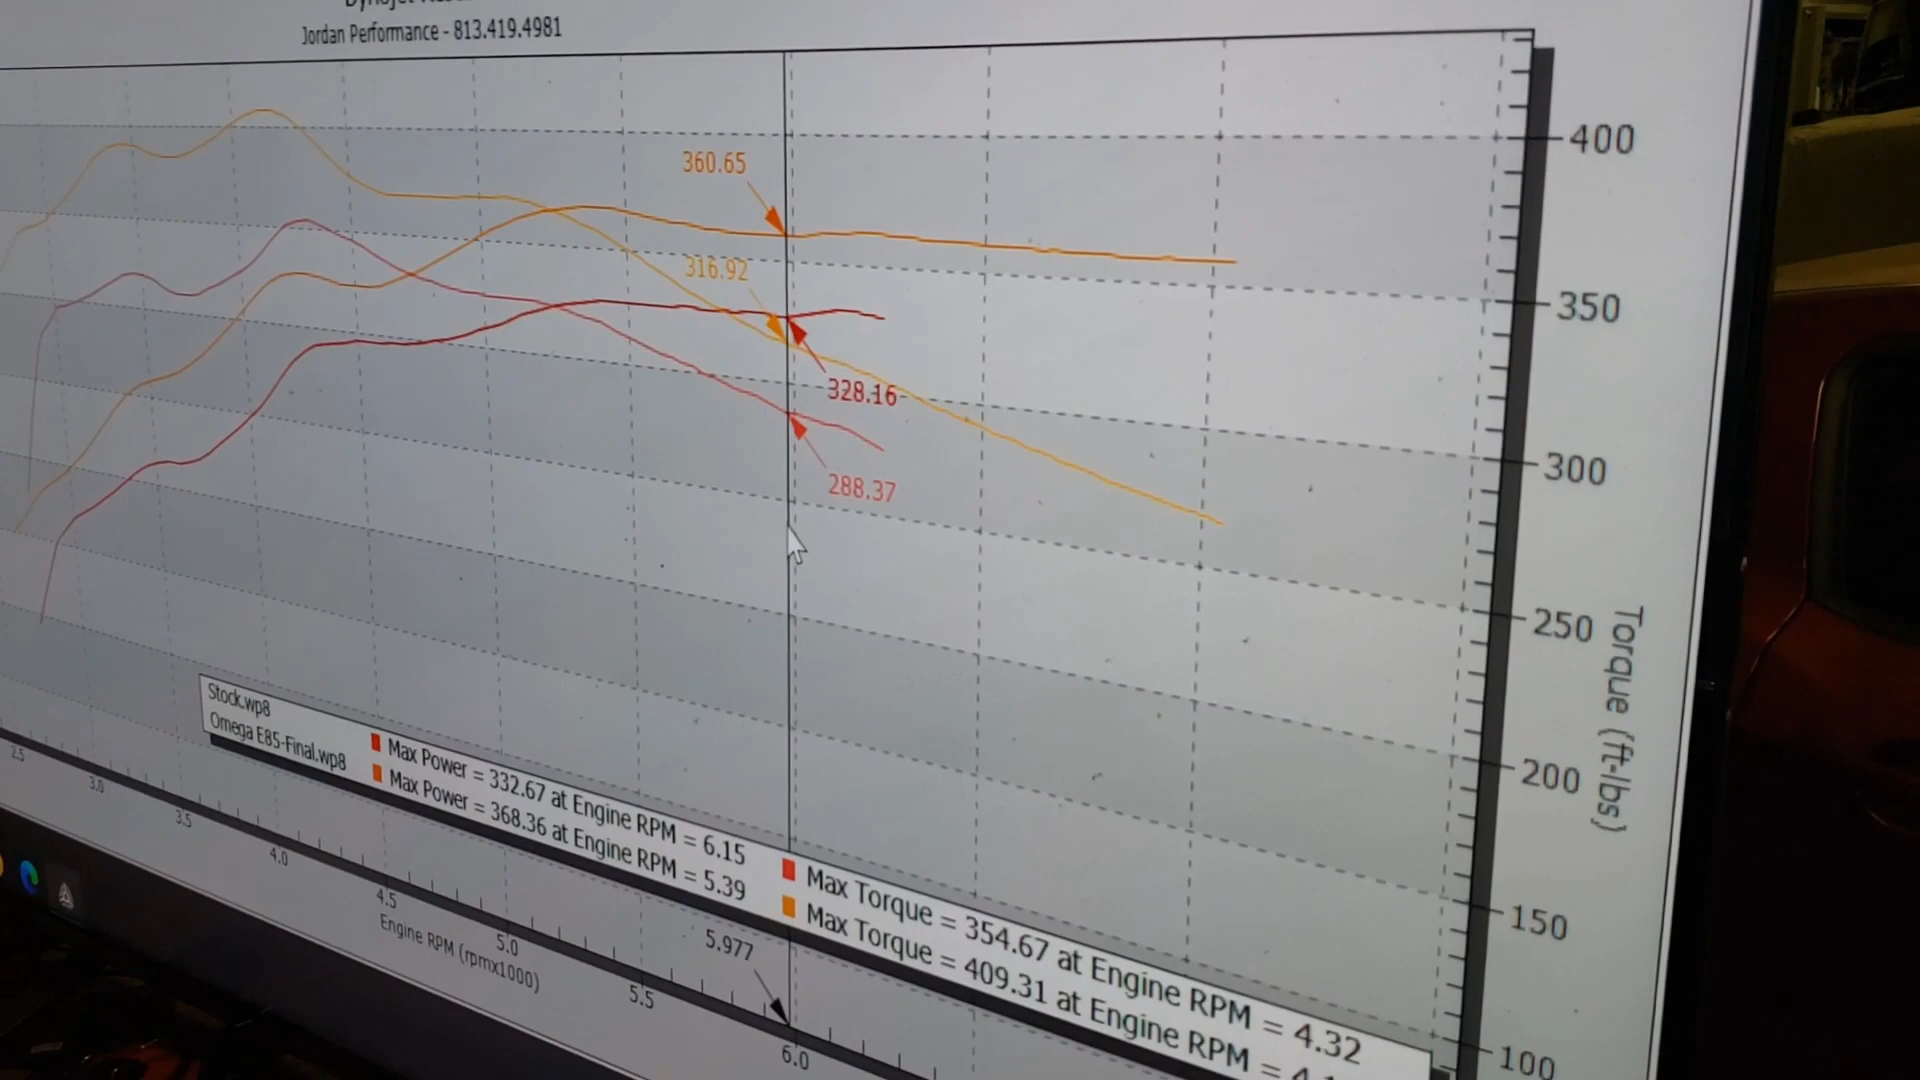 Jordan Performance - 813.419.4981
400
360.65
350
316.92
328.16
300
288.37
250
Torque (ft-lbs)
200
150
100
Stock.wp8
Omega E85-Final.wp8
Max Power = 332.67 at Engine RPM = 6.15
Max Power = 368.36 at Engine RPM = 5.39
Max Torque = 354.67 at Engine RPM = 4.32
Max Torque = 409.31 at Engine RPM =
5.977
2.5 3.0 3.5 4.0 4.5 5.0 5.5 6.0
Engine RPM (rpmx1000)